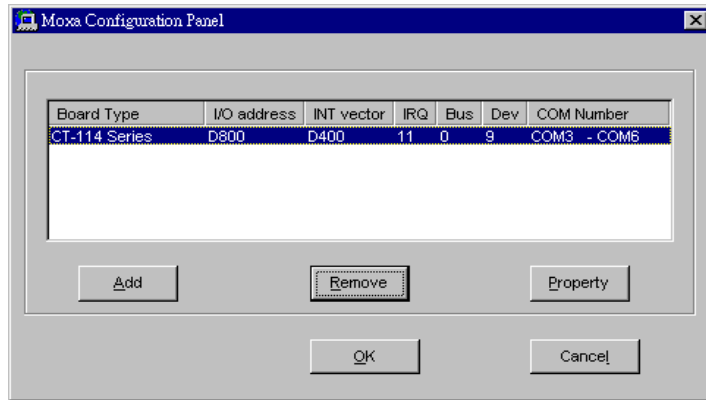 Moxa Configuration Panel
Board Type I/O address INT vector IRQ Bus Dev COM Number
CT-114 Series D800 D400 11 0 9 COM3 - COM6
Add Remove Property
OK Cancel